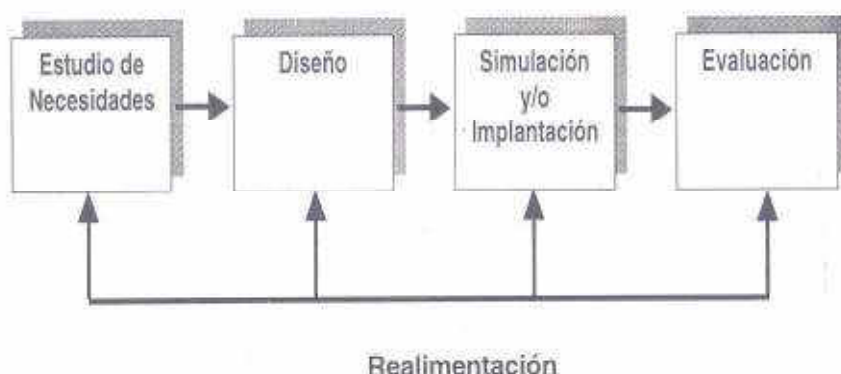 Estudio de
Necesidades
Diseño
Simulación
y/o
Implantación
Evaluación
Realimentación